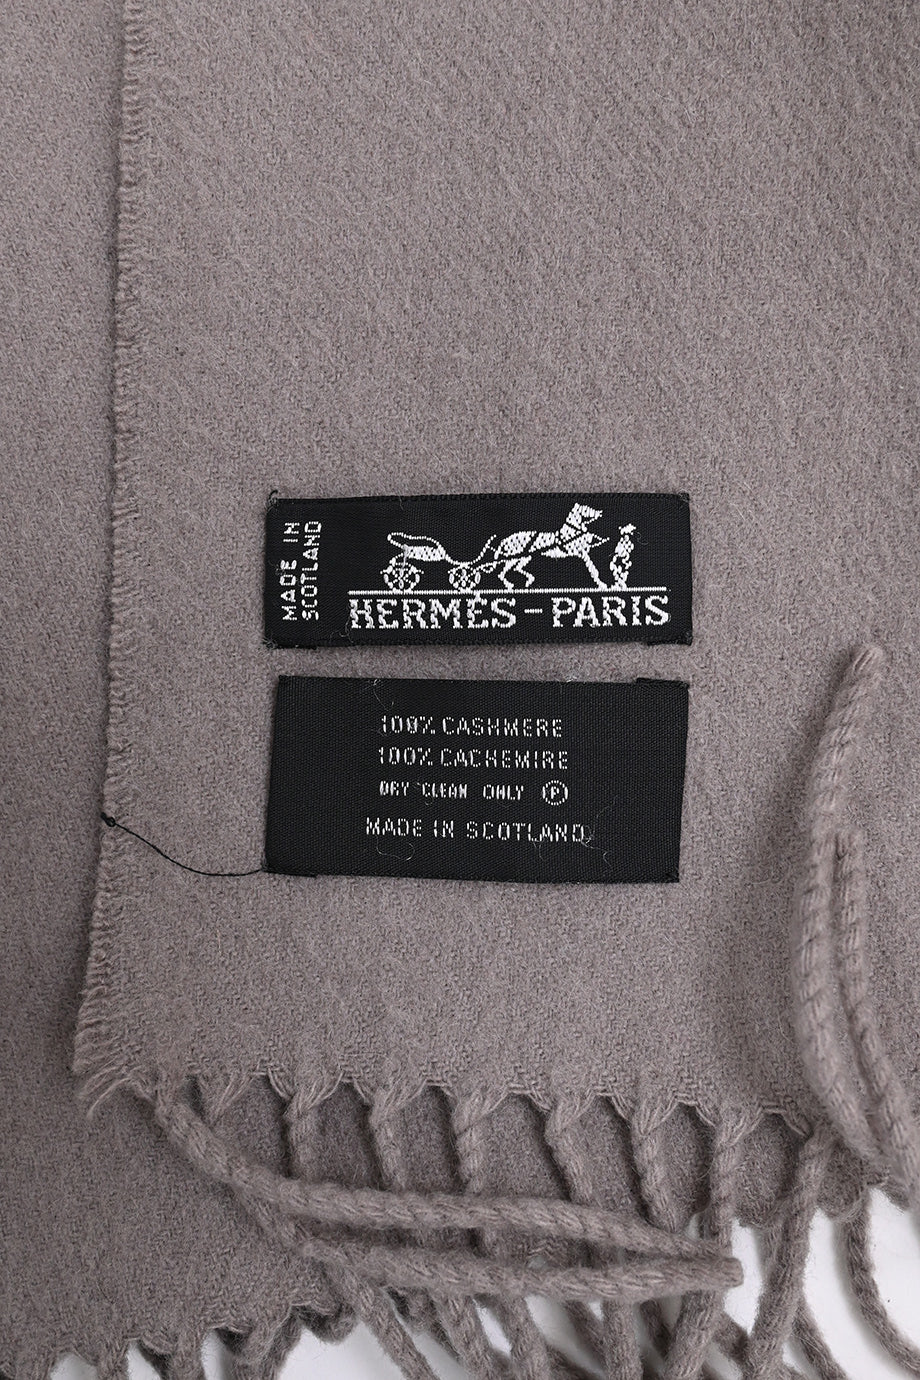 MADE IN
SCOTLAND
HERMÈS-PARIS
100% CASHMERE
100% CACHEMIRE
DRY CLEAN ONLY Ⓟ
MADE IN SCOTLAND